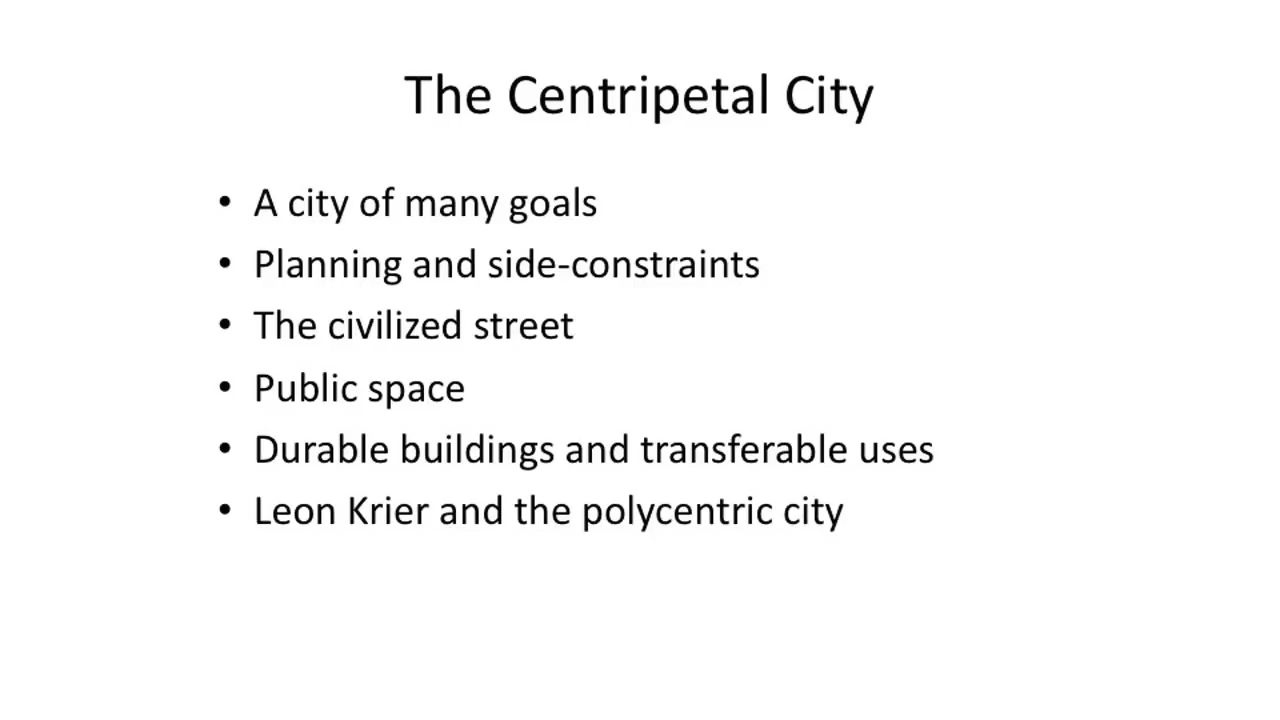 The Centripetal City
• A city of many goals
• Planning and side-constraints
• The civilized street
• Public space
• Durable buildings and transferable uses
• Leon Krier and the polycentric city